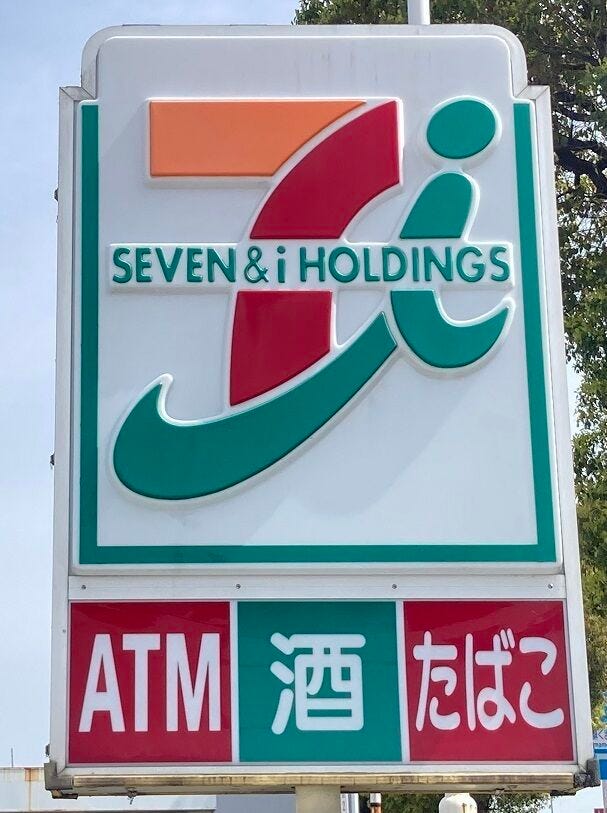 SEVEN&i HOLDINGS
ATM 酒 たばこ